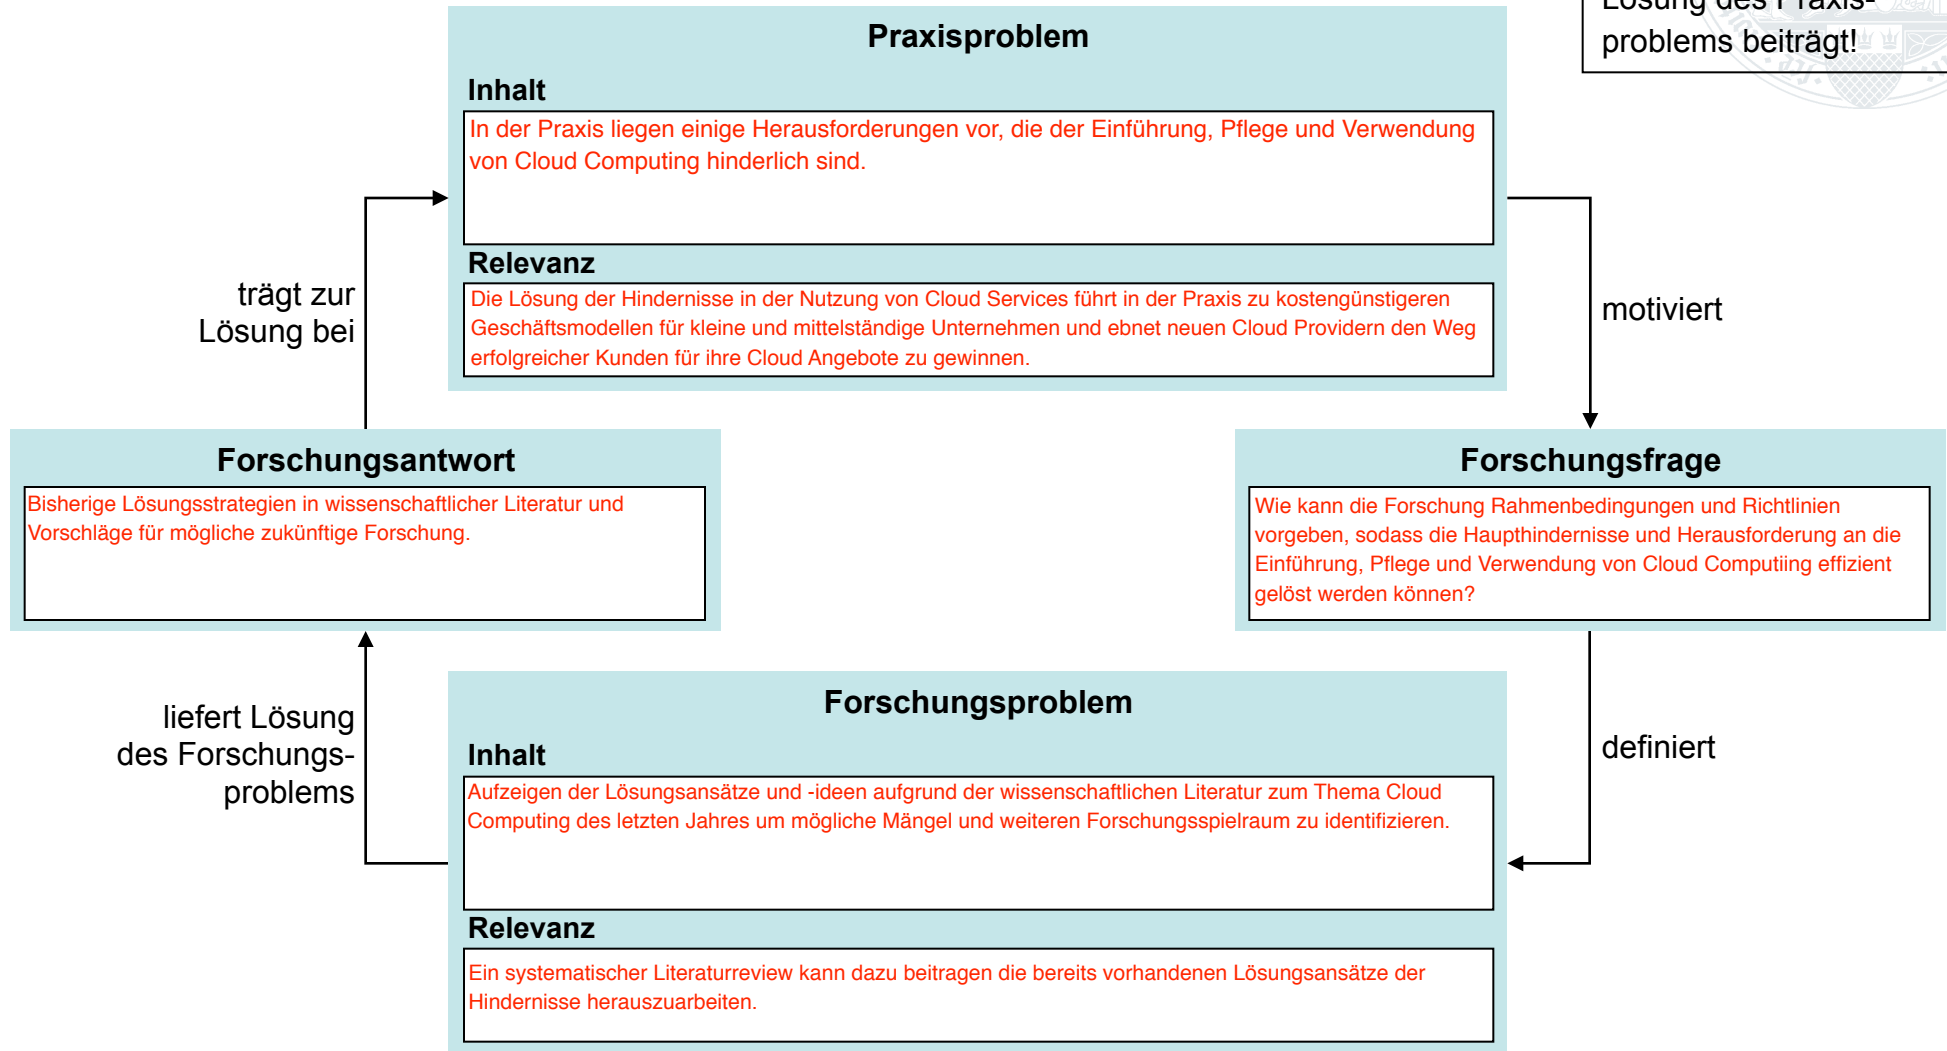 Lösung des Praxis-
problems beiträgt!
Praxisproblem
Inhalt
In der Praxis liegen einige Herausforderungen vor, die der Einführung, Pflege und Verwendung
von Cloud Computing hinderlich sind.
Relevanz
Die Lösung der Hindernisse in der Nutzung von Cloud Services führt in der Praxis zu kostengünstigeren
Geschäftsmodellen für kleine und mittelständige Unternehmen und ebnet neuen Cloud Providern den Weg
erfolgreicher Kunden für ihre Cloud Angebote zu gewinnen.
trägt zur
Lösung bei
motiviert
Forschungsantwort
Bisherige Lösungsstrategien in wissenschaftlicher Literatur und
Vorschläge für mögliche zukünftige Forschung.
Forschungsfrage
Wie kann die Forschung Rahmenbedingungen und Richtlinien
vorgeben, sodass die Haupthindernisse und Herausforderung an die
Einführung, Pflege und Verwendung von Cloud Computiing effizient
gelöst werden können?
liefert Lösung
des Forschungs-
problems
definiert
Forschungsproblem
Inhalt
Aufzeigen der Lösungsansätze und -ideen aufgrund der wissenschaftlichen Literatur zum Thema Cloud
Computing des letzten Jahres um mögliche Mängel und weiteren Forschungsspielraum zu identifizieren.
Relevanz
Ein systematischer Literaturreview kann dazu beitragen die bereits vorhandenen Lösungsansätze der
Hindernisse herauszuarbeiten.